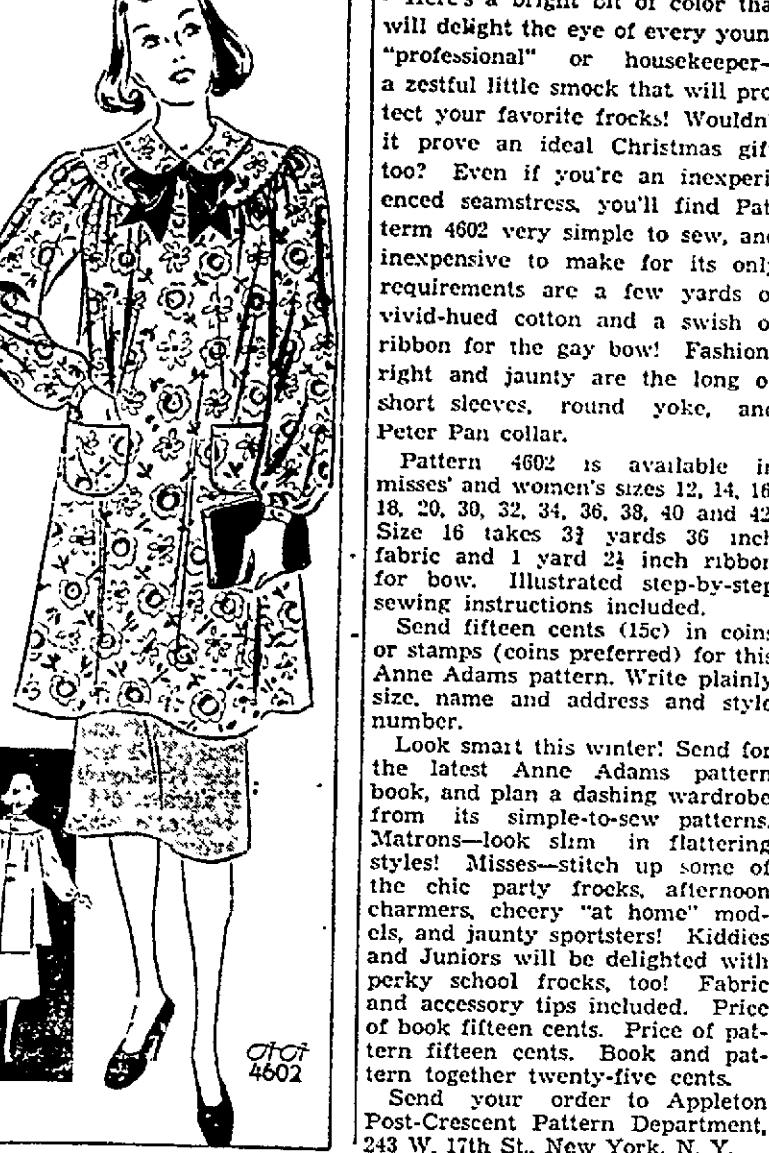 Here's a bright bit of color tha
will delight the eye of every youn
"professional" or housekeeper—
a zestful little smock that will pro
tect your favorite frocks! Wouldn'
it prove an ideal Christmas gif
too? Even if you're an inexperi
enced seamstress, you'll find Pat
tern 4602 very simple to sew, and
inexpensive to make for its only
requirements are a few yards o
vivid-hued cotton and a swish o
ribbon for the gay bow! Fashion
right and jaunty are the long o
short sleeves, round yoke, and
Peter Pan collar.
Pattern 4602 is available in
misses' and women's sizes 12, 14, 16
18, 20, 30, 32, 34, 36, 38, 40 and 42
Size 16 takes 3¾ yards 36 inch
fabric and 1 yard 2½ inch ribbon
for bow. Illustrated step-by-step
sewing instructions included.
Send fifteen cents (15c) in coins
or stamps (coins preferred) for this
Anne Adams pattern. Write plainly
size, name and address and style
number.
Look smart this winter! Send for
the latest Anne Adams pattern
book, and plan a dashing wardrobe
from its simple-to-sew patterns.
Matrons—look slim in flattering
styles! Misses—stitch up some of
the chic party frocks, afternoon
charmers, cheery "at home" mod-
els, and jaunty sportsters! Kiddies
and Juniors will be delighted with
perky school frocks, too! Fabric
and accessory tips included. Price
of book fifteen cents. Price of pat-
tern fifteen cents. Book and pat-
tern together twenty-five cents.
Send your order to Appleton
Post-Crescent Pattern Department,
243 W. 17th St., New York, N. Y.
4602